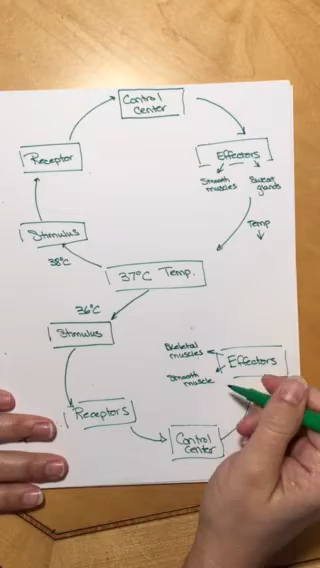 Control
Center
Receptor
Effectors
Smooth
muscles
Sweat
glands
Stimulus
Temp
38°C
37°C Temp.
36°C
Stimulus
Skeletal
muscles
Effectors
Smooth
muscle
Receptors
Control
Center